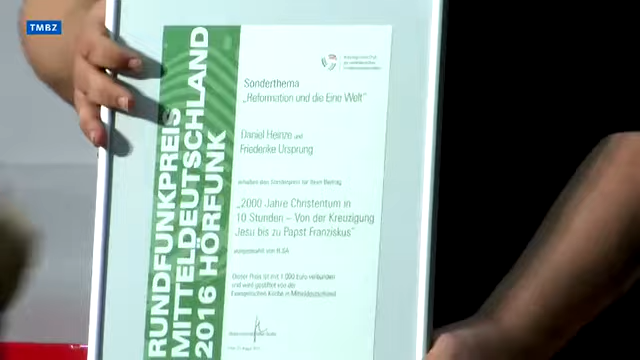 TMBZ
RUNDFUNKPREIS
MITTELDEUTSCHLAND
2016 HÖRFUNK
Sonderthema
„Reformation und die Eine Welt"
Daniel Heinze und
Friederike Ursprung
erhalten den Sonderpreis für ihren Beitrag
„2000 Jahre Christentum in
10 Stunden – Von der Kreuzigung
Jesu bis zu Papst Franziskus"
ausgestrahlt von R.SA
Dieser Preis ist mit 1.000 Euro verbunden
und wird gestiftet von der
Evangelischen Kirche in Mitteldeutschland